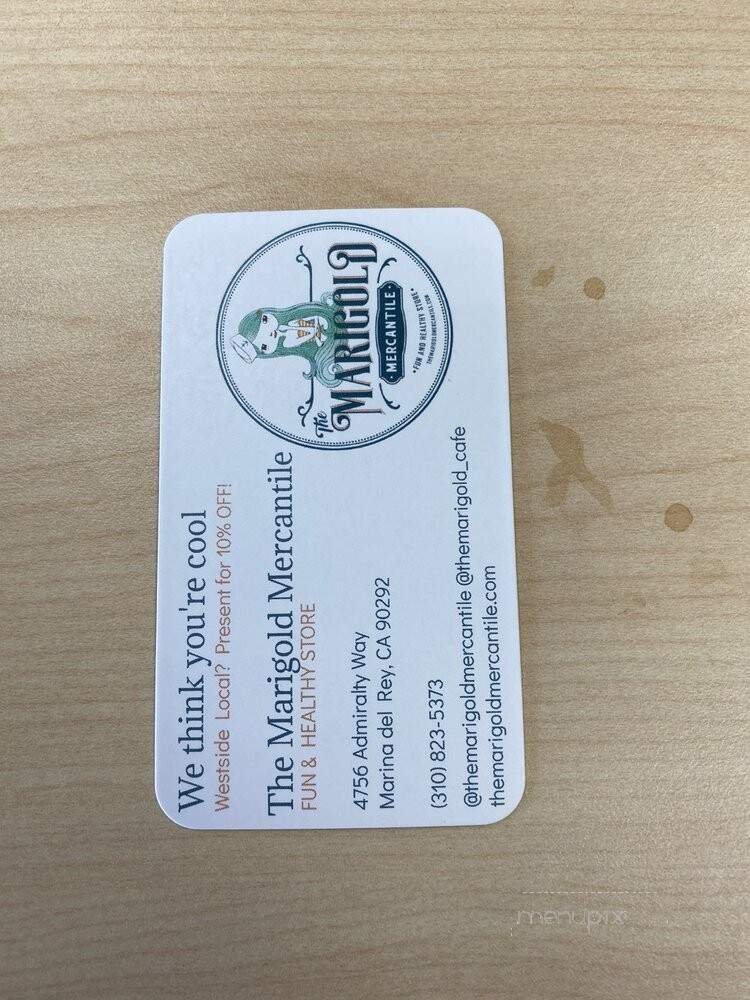 We think you're cool
Westside Local? Present for 10% OFF!
The Marigold Mercantile
FUN & HEALTHY STORE
4756 Admiralty Way
Marina del Rey, CA 90292
(310) 823-5373
@themarigoldmercantile @themarigold_cafe
themarigoldmercantile.com
The
MARIGOLD
MERCANTILE
*FUN AND HEALTHY STORE*
THEMARIGOLDMERCANTILE.COM
menupix